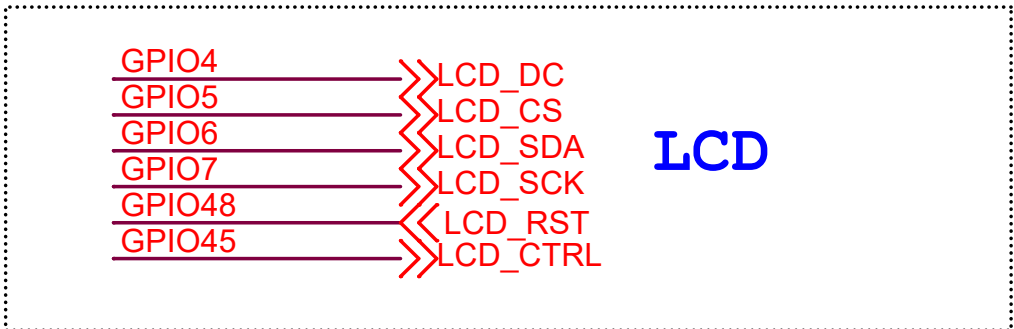 GPIO4 LCD_DC
GPIO5 LCD_CS
GPIO6 LCD_SDA
GPIO7 LCD_SCK
GPIO48 LCD_RST
GPIO45 LCD_CTRL
LCD